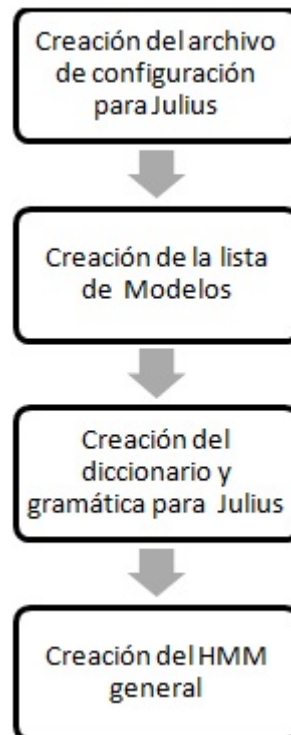 Creación del archivo
de configuración
para Julius
Creación de la lista
de Modelos
Creación del
diccionario y
gramática para Julius
Creación del HMM
general